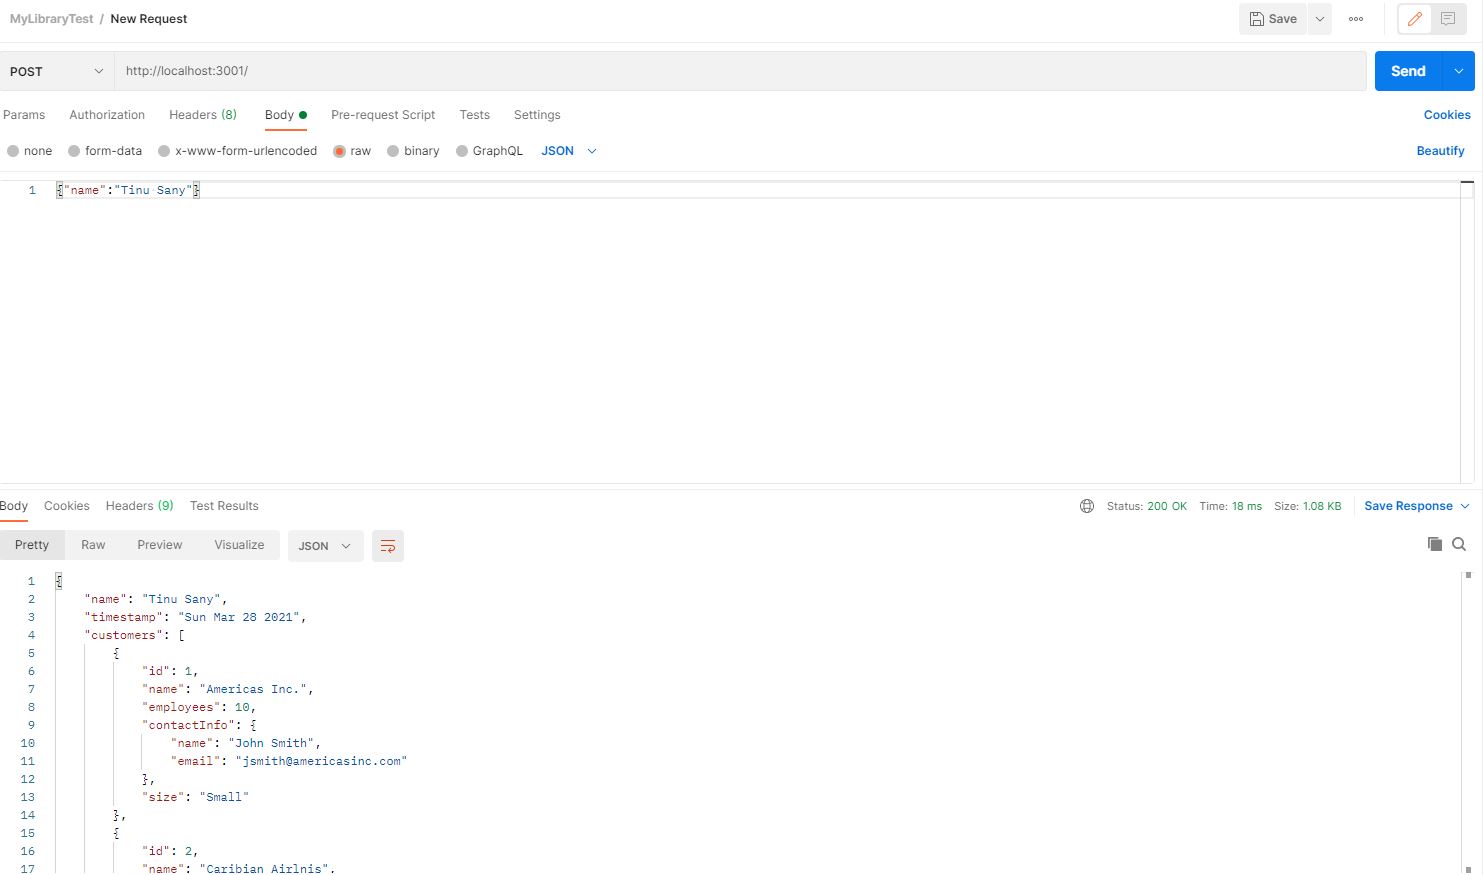 MyLibraryTest / New Request
Save
POST
http://localhost:3001/
Send
Params Authorization Headers (8) Body Pre-request Script Tests Settings Cookies
none form-data x-www-form-urlencoded raw binary GraphQL JSON Beautify
1 {"name":"Tinu Sany"}
Body Cookies Headers (9) Test Results Status: 200 OK Time: 18 ms Size: 1.08 KB Save Response
Pretty Raw Preview Visualize JSON
1 {
2 "name": "Tinu Sany",
3 "timestamp": "Sun Mar 28 2021",
4 "customers": [
5 {
6 "id": 1,
7 "name": "Americas Inc.",
8 "employees": 10,
9 "contactInfo": {
10 "name": "John Smith",
11 "email": "jsmith@americasinc.com"
12 },
13 "size": "Small"
14 },
15 {
16 "id": 2,
17 "name": "Caribian Airlnis",